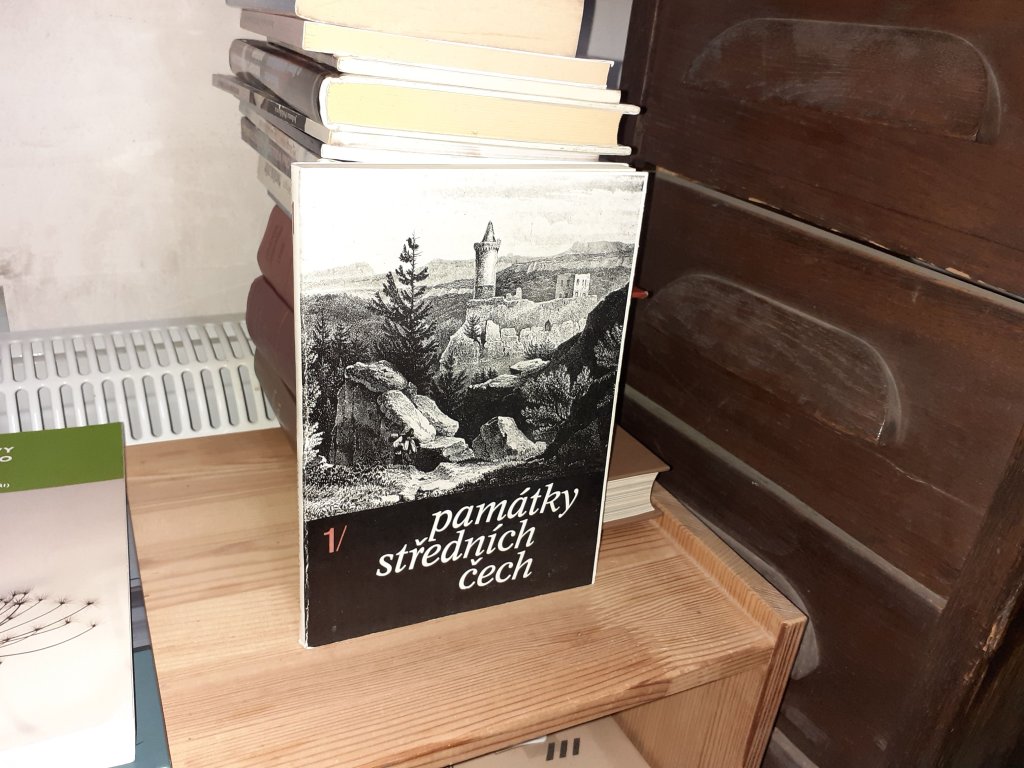 1/
památky
středních
čech